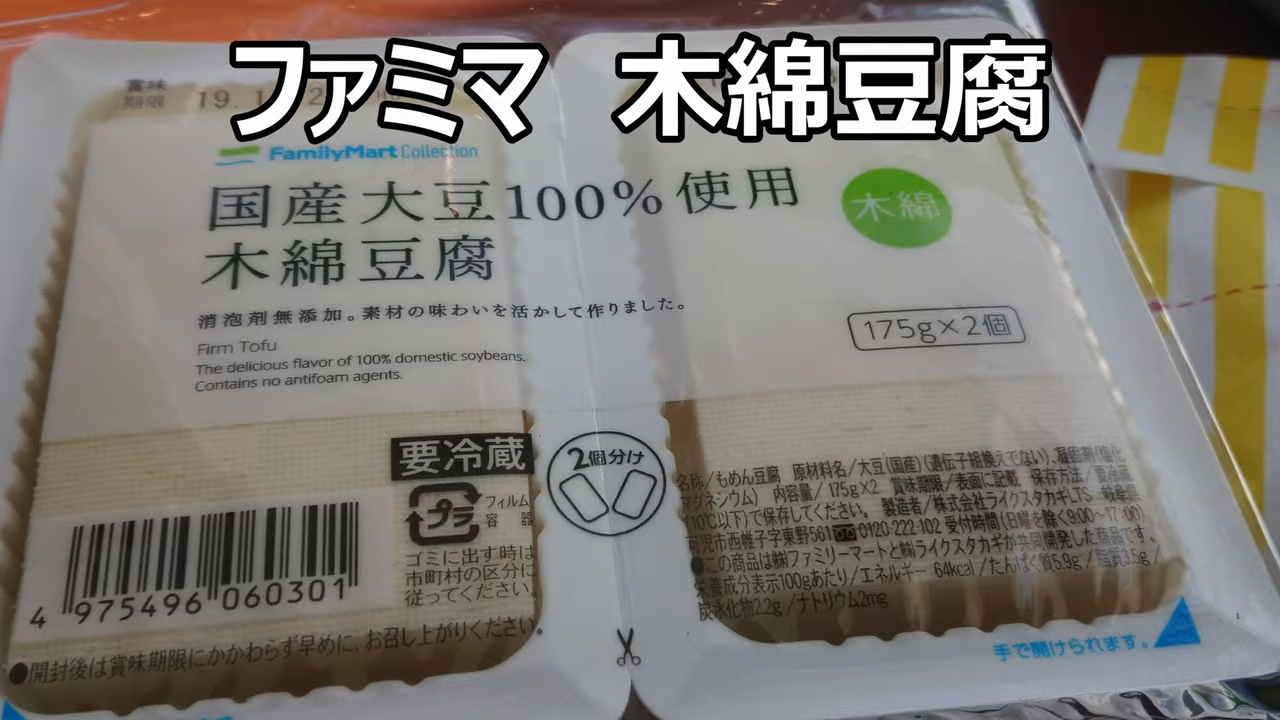 ファミマ 木綿豆腐
賞味
期限
19. 1
FamilyMart Collection
国産大豆100%使用
木綿豆腐
木綿
消泡剤無添加。素材の味わいを活かして作りました。
Firm Tofu
The delicious flavor of 100% domestic soybeans.
Contains no antifoam agents.
175g×2個
要冷蔵
プラ
フィルム
容器
ゴミに出す時は
市町村の区分に
従ってください。
2個分け
4 975496 060301
●開封後は賞味期限にかかわらず早めに、お召し上がりください。
名称/もめん豆腐 原材料名/大豆(国産)(遺伝子組換えでない)、凝固剤(塩化
マグネシウム) 内容量/175g×2 賞味期限/表面に記載 保存方法/要冷蔵
(10℃以下)で保存してください。 製造者/株式会社ライクスタカギLTS 岐阜県
可児市西帷子字東野561 0120-222-102 受付時間(日曜を除く9:00~17:00)
●この商品は㈱ファミリーマートと㈱ライクスタカギが共同開発した商品です。
栄養成分表示100gあたり/エネルギー 64kcal/たんぱく質5.9g/脂質3.5g/
炭水化物2.2g/ナトリウム2mg
手で開けられます。